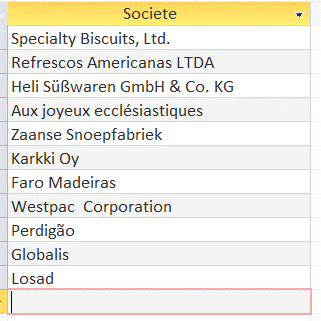 Societe
Specialty Biscuits, Ltd.
Refrescos Americanas LTDA
Heli Süßwaren GmbH & Co. KG
Aux joyeux ecclésiastiques
Zaanse Snoepfabriek
Karkki Oy
Faro Madeiras
Westpac  Corporation
Perdigão
Globalis
Losad